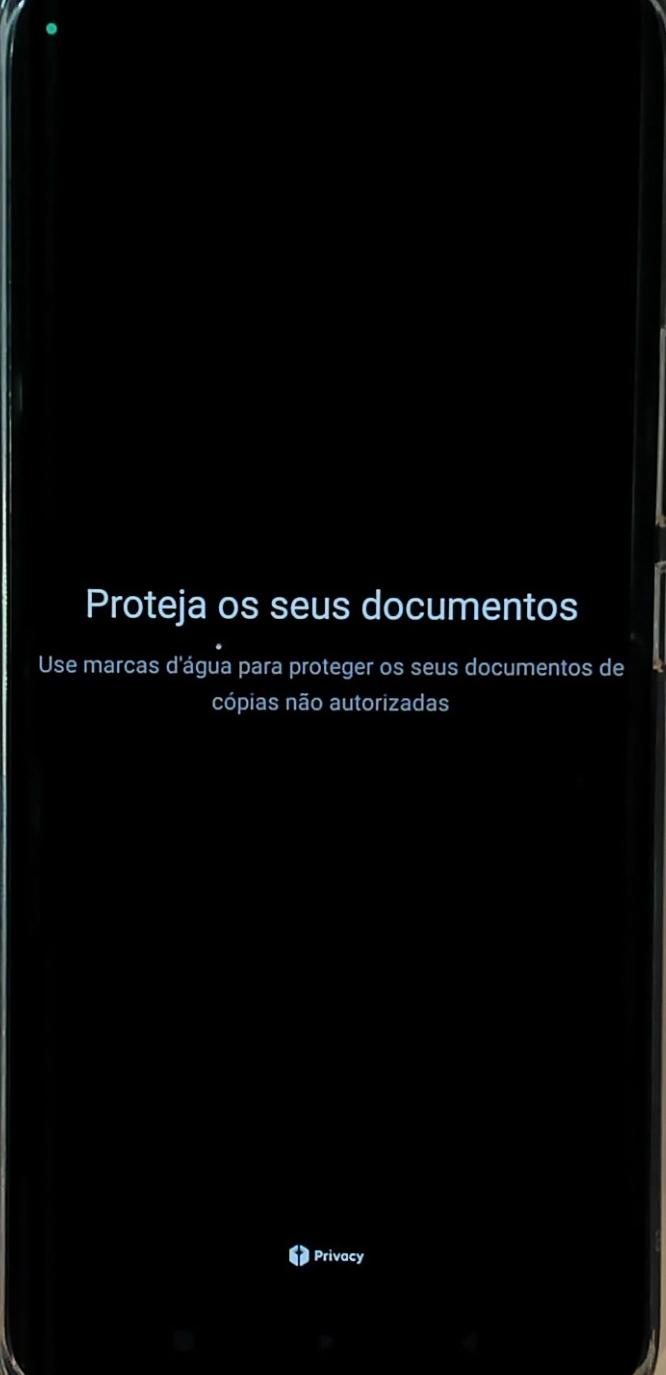 Proteja os seus documentos
Use marcas d'água para proteger os seus documentos de
cópias não autorizadas
Privacy